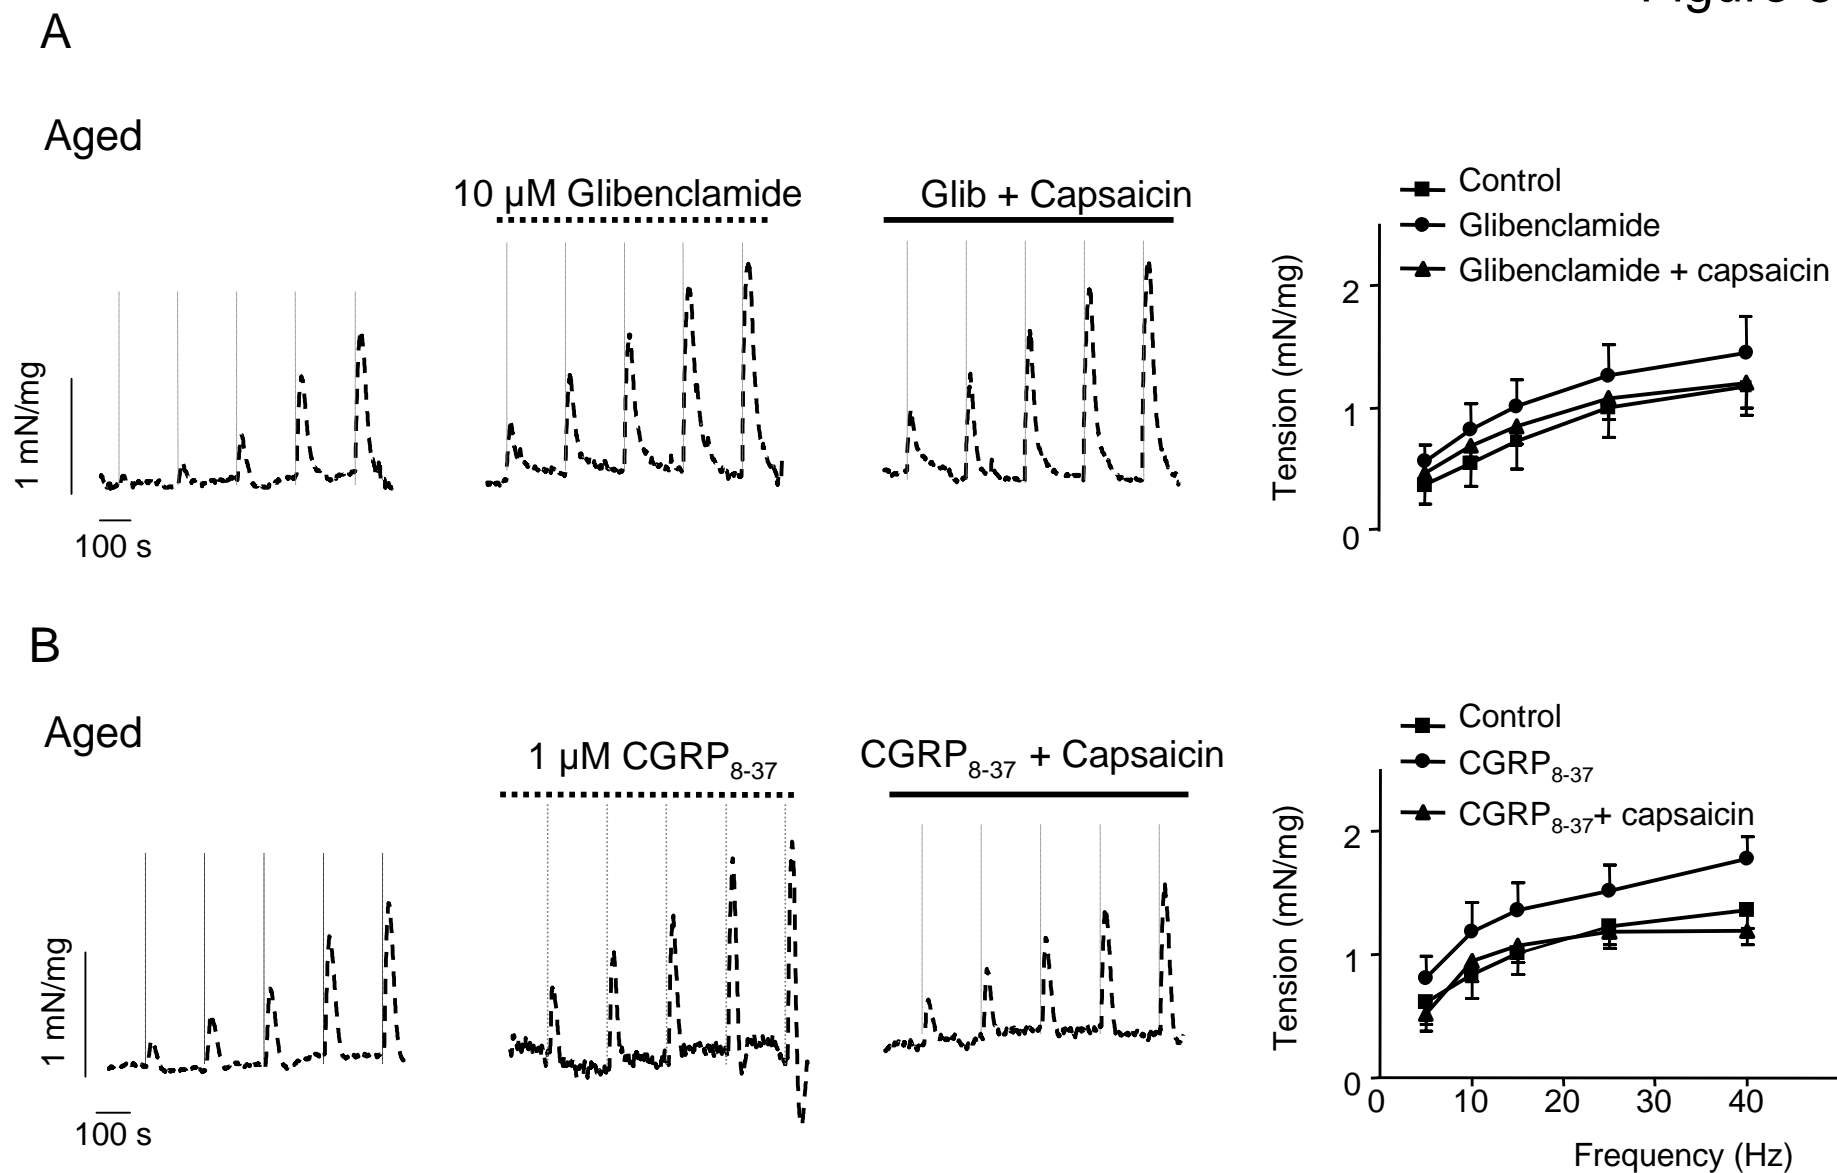 A
Aged
10 µM Glibenclamide
Glib + Capsaicin
1 mN/mg
100 s
Control
Glibenclamide
Glibenclamide + capsaicin
Tension (mN/mg)
2
1
0
B
Aged
1 µM CGRP8-37
CGRP8-37 + Capsaicin
1 mN/mg
100 s
Control
CGRP8-37
CGRP8-37+ capsaicin
Tension (mN/mg)
2
1
0
0 10 20 30 40
Frequency (Hz)